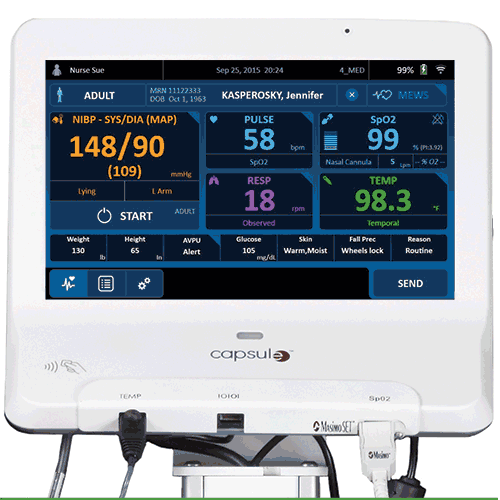 Nurse Sue Sep 25, 2015 20:24 4_MED 99%
ADULT MRN 11122333 KASPEROSKY, Jennifer MEWS
DOB Oct 1, 1963
NIBP - SYS/DIA (MAP)
148/90
(109) mmHg
Lying L Arm
START ADULT
PULSE
58 bpm
SpO2
SpO2
99 % (PI:3.92)
Nasal Cannula 5 Lpm -- % O2 --
RESP
18 rpm
Observed
TEMP
98.3 °F
Temporal
Weight Height AVPU Glucose Skin Fall Prec Reason
130 lb 65 In Alert 105 mg/dL Warm,Moist Wheels lock Routine
SEND
capsule
TEMP IOIOI SpO2
Masimo SET
Masimo